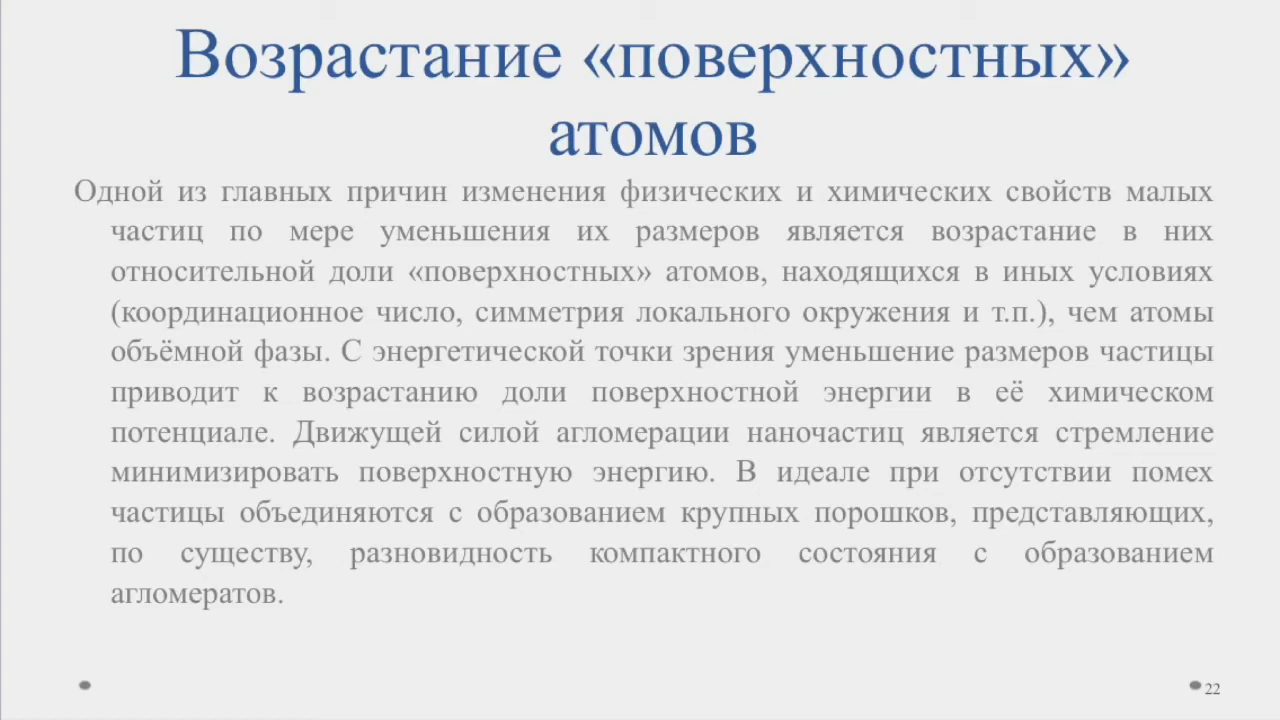 Возрастание «поверхностных»
атомов
Одной из главных причин изменения физических и химических свойств малых
частиц по мере уменьшения их размеров является возрастание в них
относительной доли «поверхностных» атомов, находящихся в иных условиях
(координационное число, симметрия локального окружения и т.п.), чем атомы
объёмной фазы. С энергетической точки зрения уменьшение размеров частицы
приводит к возрастанию доли поверхностной энергии в её химическом
потенциале. Движущей силой агломерации наночастиц является стремление
минимизировать поверхностную энергию. В идеале при отсутствии помех
частицы объединяются с образованием крупных порошков, представляющих,
по существу, разновидность компактного состояния с образованием
агломератов.
22